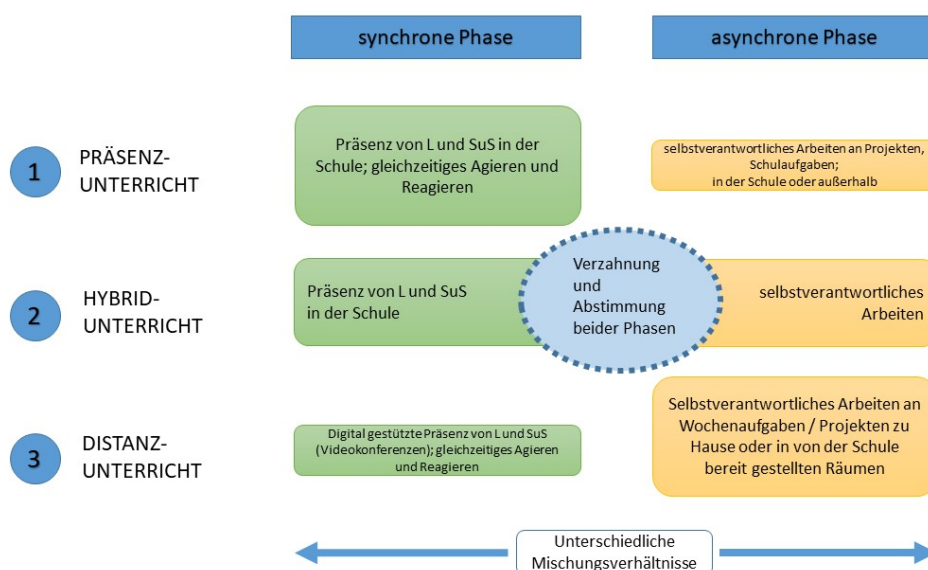 synchrone Phase
asynchrone Phase
1
PRÄSENZ-
UNTERRICHT
Präsenz von L und SuS in der
Schule; gleichzeitiges Agieren und
Reagieren
selbstverantwortliches Arbeiten an Projekten,
Schulaufgaben;
in der Schule oder außerhalb
2
HYBRID-
UNTERRICHT
Präsenz von L und SuS
in der Schule
Verzahnung
und
Abstimmung
beider Phasen
selbstverantwortliches
Arbeiten
3
DISTANZ-
UNTERRICHT
Digital gestützte Präsenz von L und SuS
(Videokonferenzen); gleichzeitiges Agieren
und Reagieren
Selbstverantwortliches Arbeiten an
Wochenaufgaben / Projekten zu
Hause oder in von der Schule
bereit gestellten Räumen
Unterschiedliche
Mischungsverhältnisse